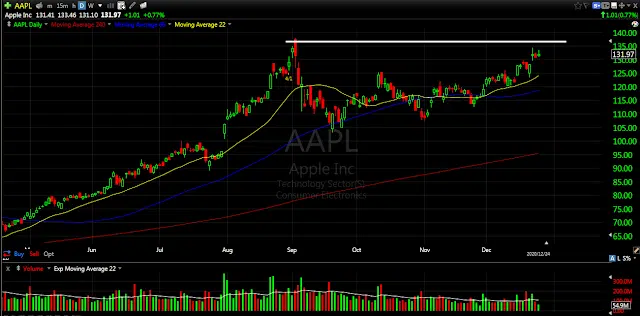 AAPL 15m H D W
Apple Inc 131.41 133.46 131.10 131.97 +1.01 +0.77% 1.01(0.77%)
AAPL Daily Moving Average 200 Moving Average Moving Average 22
140.00
135.00
131.97
130.00
125.00
120.00
115.00
110.00
105.00
100.00
95.00
90.00
85.00
80.00
75.00
70.00
65.00
4/1
AAPL
Apple Inc
Technology Sector(S)
Consumer Electronics
Jun Jul Aug Sep Oct Nov Dec
Buy Sell Opt 2020/12/24
A L 5%
X Volume Exp Moving Average 22
300.0M
200.0M
100.0M
54.9M
0.00